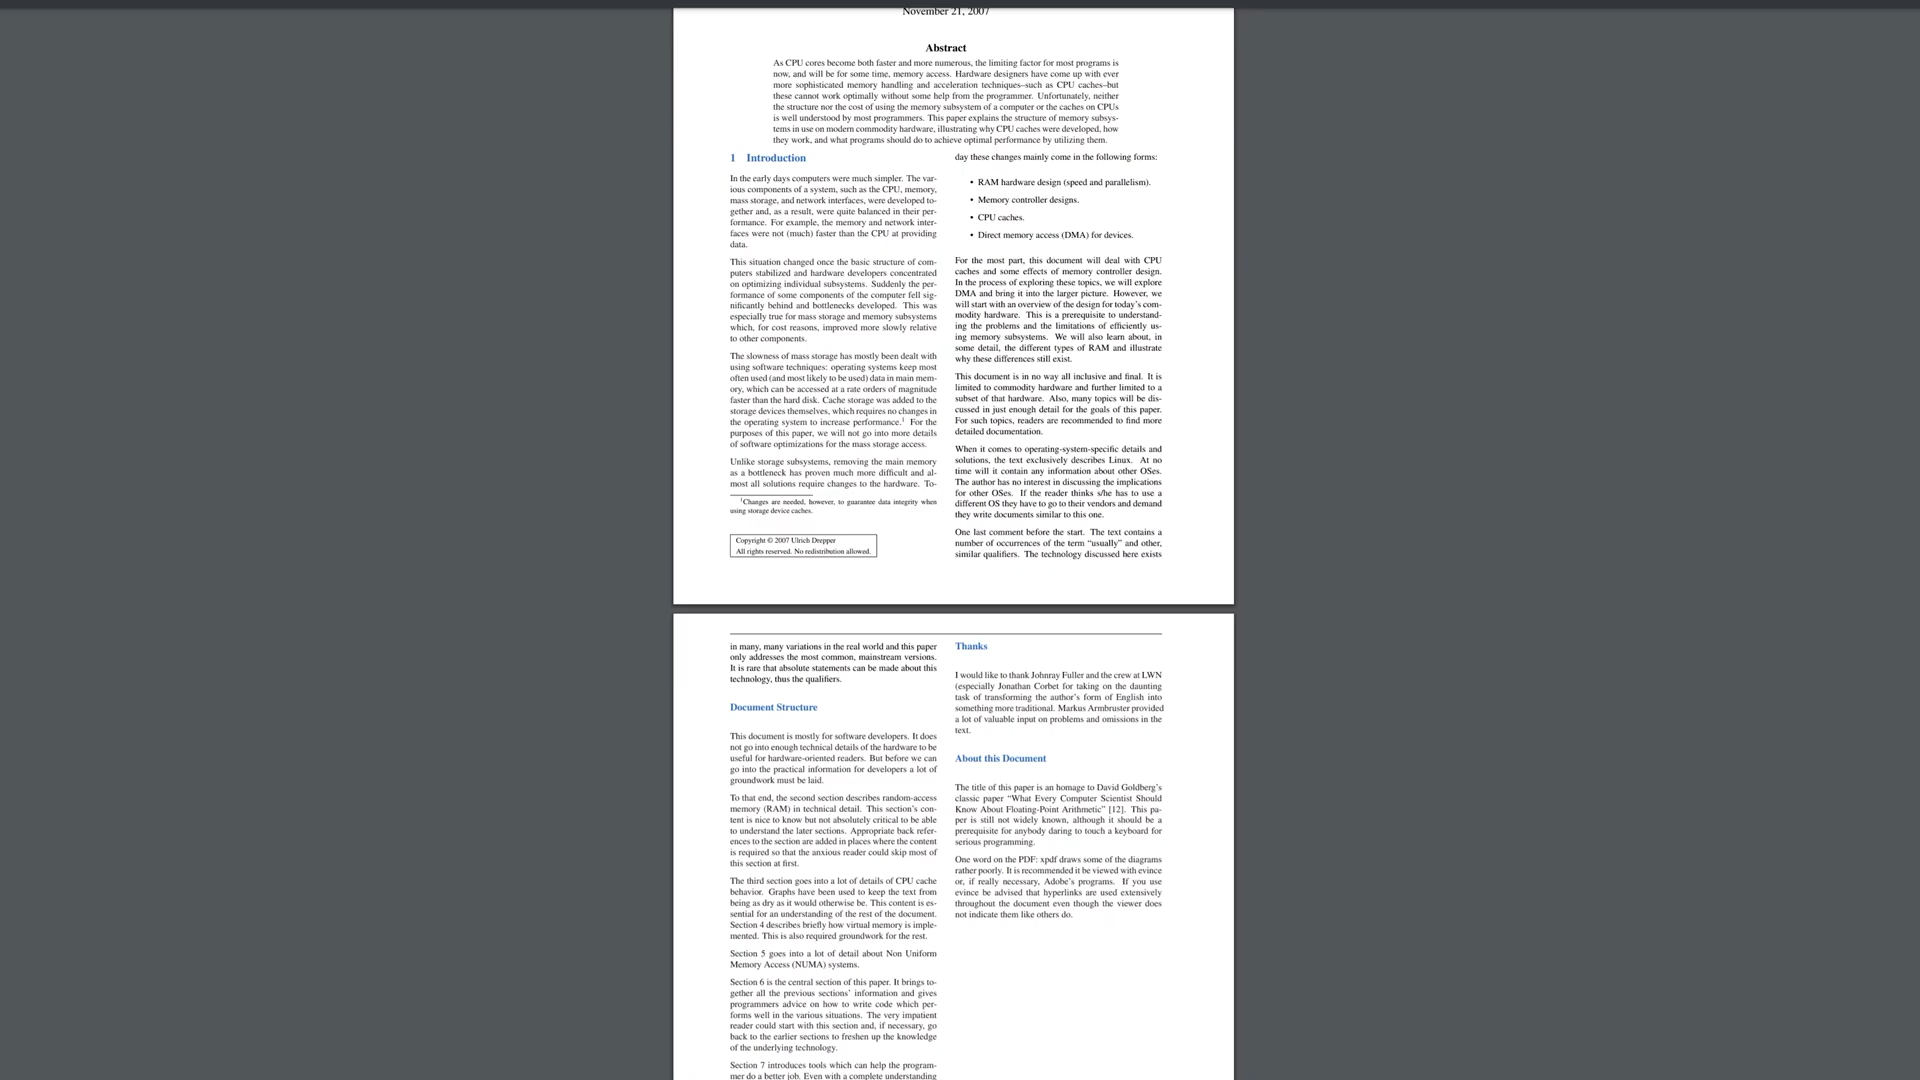 November 21, 2007
Abstract
As CPU cores become both faster and more numerous, the limiting factor for most programs is
now, and will be for some time, memory access. Hardware designers have come up with ever
more sophisticated memory handling and acceleration techniques–such as CPU caches–but
these cannot work optimally without some help from the programmer. Unfortunately, neither
the structure nor the cost of using the memory subsystem of a computer or the caches on CPUs
is well understood by most programmers. This paper explains the structure of memory subsys-
tems in use on modern commodity hardware, illustrating why CPU caches were developed, how
they work, and what programs should do to achieve optimal performance by utilizing them.
1 Introduction
In the early days computers were much simpler. The var-
ious components of a system, such as the CPU, memory,
mass storage, and network interfaces, were developed to-
gether and, as a result, were quite balanced in their per-
formance. For example, the memory and network inter-
faces were not (much) faster than the CPU at providing
data.
This situation changed once the basic structure of com-
puters stabilized and hardware developers concentrated
on optimizing individual subsystems. Suddenly the per-
formance of some components of the computer fell sig-
nificantly behind and bottlenecks developed. This was
especially true for mass storage and memory subsystems
which, for cost reasons, improved more slowly relative
to other components.
The slowness of mass storage has mostly been dealt with
using software techniques: operating systems keep most
often used (and most likely to be used) data in main mem-
ory, which can be accessed at a rate orders of magnitude
faster than the hard disk. Cache storage was added to the
storage devices themselves, which requires no changes in
the operating system to increase performance.1 For the
purposes of this paper, we will not go into more details
of software optimizations for the mass storage access.
Unlike storage subsystems, removing the main memory
as a bottleneck has proven much more difficult and al-
most all solutions require changes to the hardware. To-
1Changes are needed, however, to guarantee data integrity when
using storage device caches.
Copyright © 2007 Ulrich Drepper
All rights reserved. No redistribution allowed.
day these changes mainly come in the following forms:
• RAM hardware design (speed and parallelism).
• Memory controller designs.
• CPU caches.
• Direct memory access (DMA) for devices.
For the most part, this document will deal with CPU
caches and some effects of memory controller design.
In the process of exploring these topics, we will explore
DMA and bring it into the larger picture. However, we
will start with an overview of the design for today's com-
modity hardware. This is a prerequisite to understand-
ing the problems and the limitations of efficiently us-
ing memory subsystems. We will also learn about, in
some detail, the different types of RAM and illustrate
why these differences still exist.
This document is in no way all inclusive and final. It is
limited to commodity hardware and further limited to a
subset of that hardware. Also, many topics will be dis-
cussed in just enough detail for the goals of this paper.
For such topics, readers are recommended to find more
detailed documentation.
When it comes to operating-system-specific details and
solutions, the text exclusively describes Linux. At no
time will it contain any information about other OSes.
The author has no interest in discussing the implications
for other OSes. If the reader thinks s/he has to use a
different OS they have to go to their vendors and demand
they write documents similar to this one.
One last comment before the start. The text contains a
number of occurrences of the term “usually” and other,
similar qualifiers. The technology discussed here exists
in many, many variations in the real world and this paper
only addresses the most common, mainstream versions.
It is rare that absolute statements can be made about this
technology, thus the qualifiers.
Document Structure
This document is mostly for software developers. It does
not go into enough technical details of the hardware to be
useful for hardware-oriented readers. But before we can
go into the practical information for developers a lot of
groundwork must be laid.
To that end, the second section describes random-access
memory (RAM) in technical detail. This section's con-
tent is nice to know but not absolutely critical to be able
to understand the later sections. Appropriate back refer-
ences to the section are added in places where the content
is required so that the anxious reader could skip most of
this section at first.
The third section goes into a lot of details of CPU cache
behavior. Graphs have been used to keep the text from
being as dry as it would otherwise be. This content is es-
sential for an understanding of the rest of the document.
Section 4 describes briefly how virtual memory is imple-
mented. This is also required groundwork for the rest.
Section 5 goes into a lot of detail about Non Uniform
Memory Access (NUMA) systems.
Section 6 is the central section of this paper. It brings to-
gether all the previous sections' information and gives
programmers advice on how to write code which per-
forms well in the various situations. The very impatient
reader could start with this section and, if necessary, go
back to the earlier sections to freshen up the knowledge
of the underlying technology.
Section 7 introduces tools which can help the program-
mer do a better job. Even with a complete understanding
Thanks
I would like to thank Johnray Fuller and the crew at LWN
(especially Jonathan Corbet for taking on the daunting
task of transforming the author's form of English into
something more traditional. Markus Armbruster provided
a lot of valuable input on problems and omissions in the
text.
About this Document
The title of this paper is an homage to David Goldberg's
classic paper “What Every Computer Scientist Should
Know About Floating-Point Arithmetic” [12]. This pa-
per is still not widely known, although it should be a
prerequisite for anybody daring to touch a keyboard for
serious programming.
One word on the PDF: xpdf draws some of the diagrams
rather poorly. It is recommended it be viewed with evince
or, if really necessary, Adobe's programs. If you use
evince be advised that hyperlinks are used extensively
throughout the document even though the viewer does
not indicate them like others do.